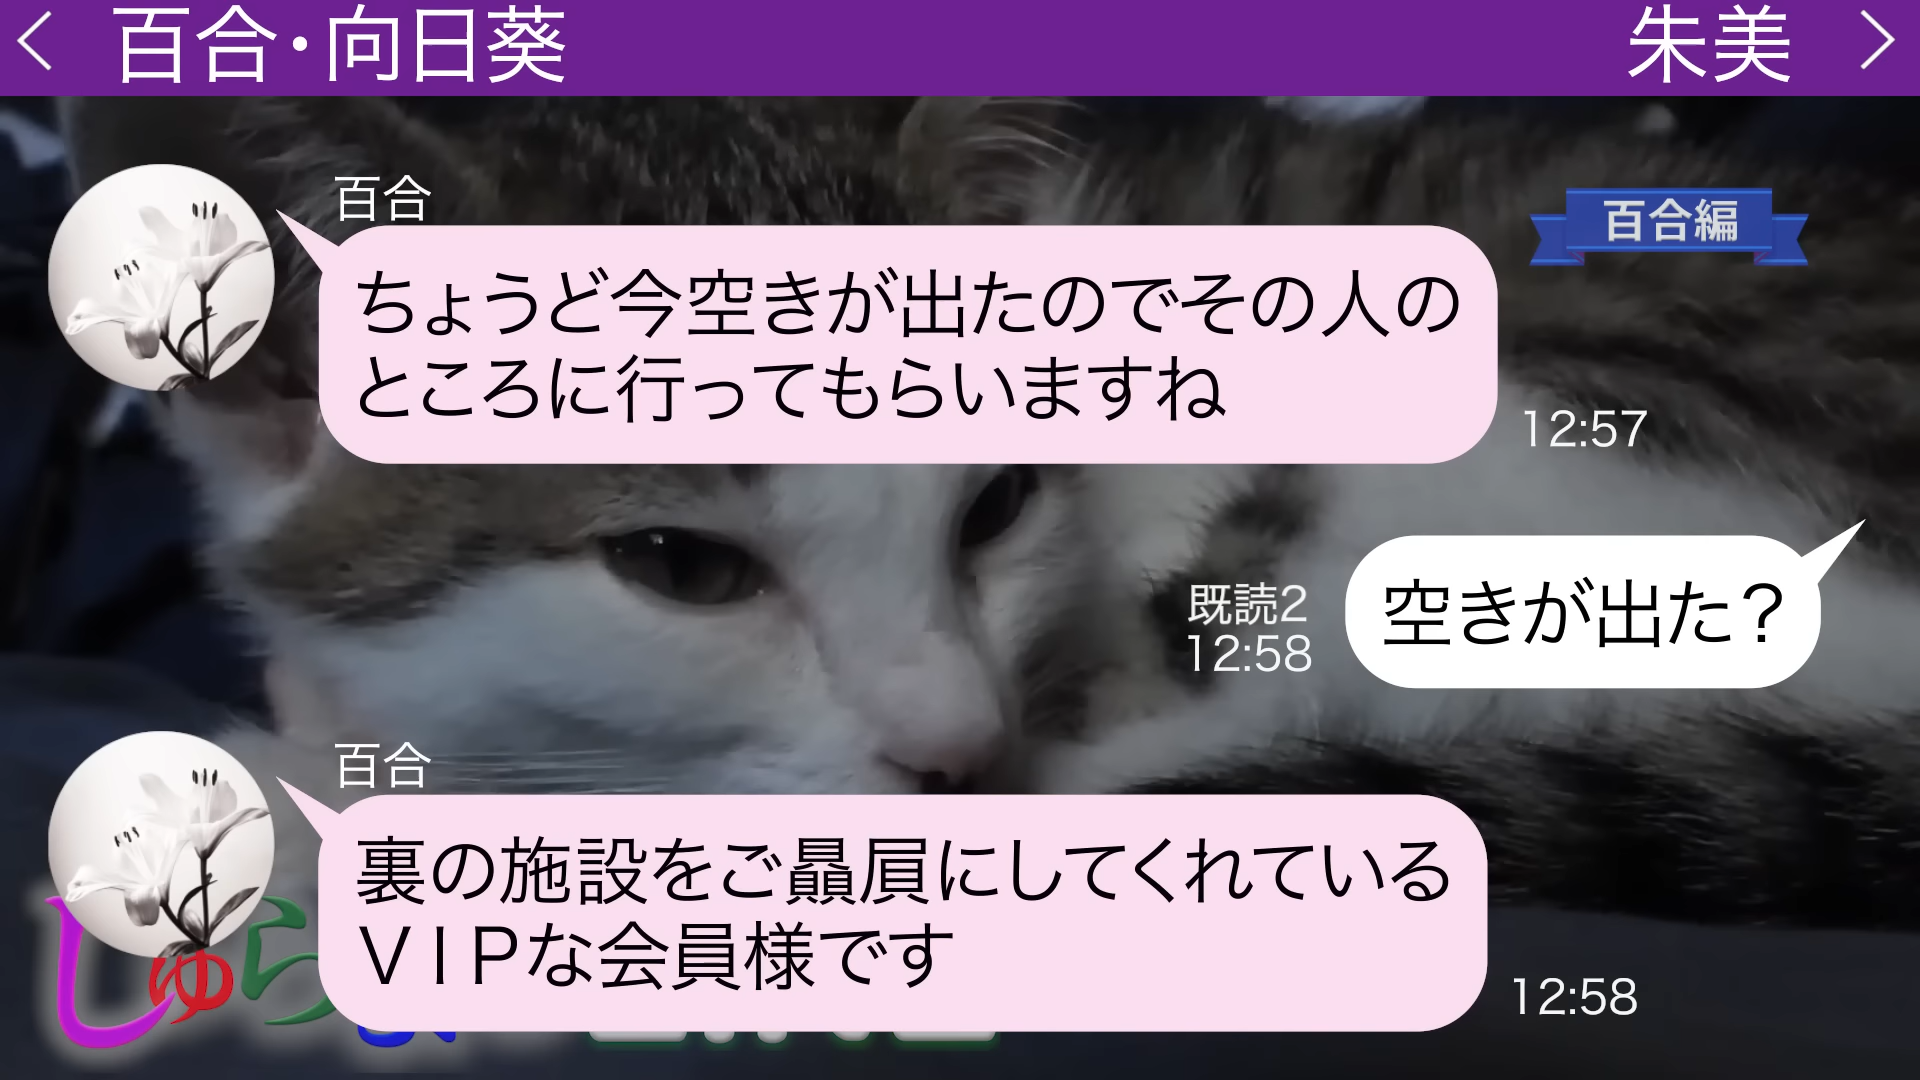 百合・向日葵
朱美
百合編
百合
ちょうど今空きが出たのでその人の
ところに行ってもらいますね
12:57
空きが出た？
既読2
12:58
百合
裏の施設をご贔屓にしてくれている
ＶＩＰな会員様です
12:58
しゅら